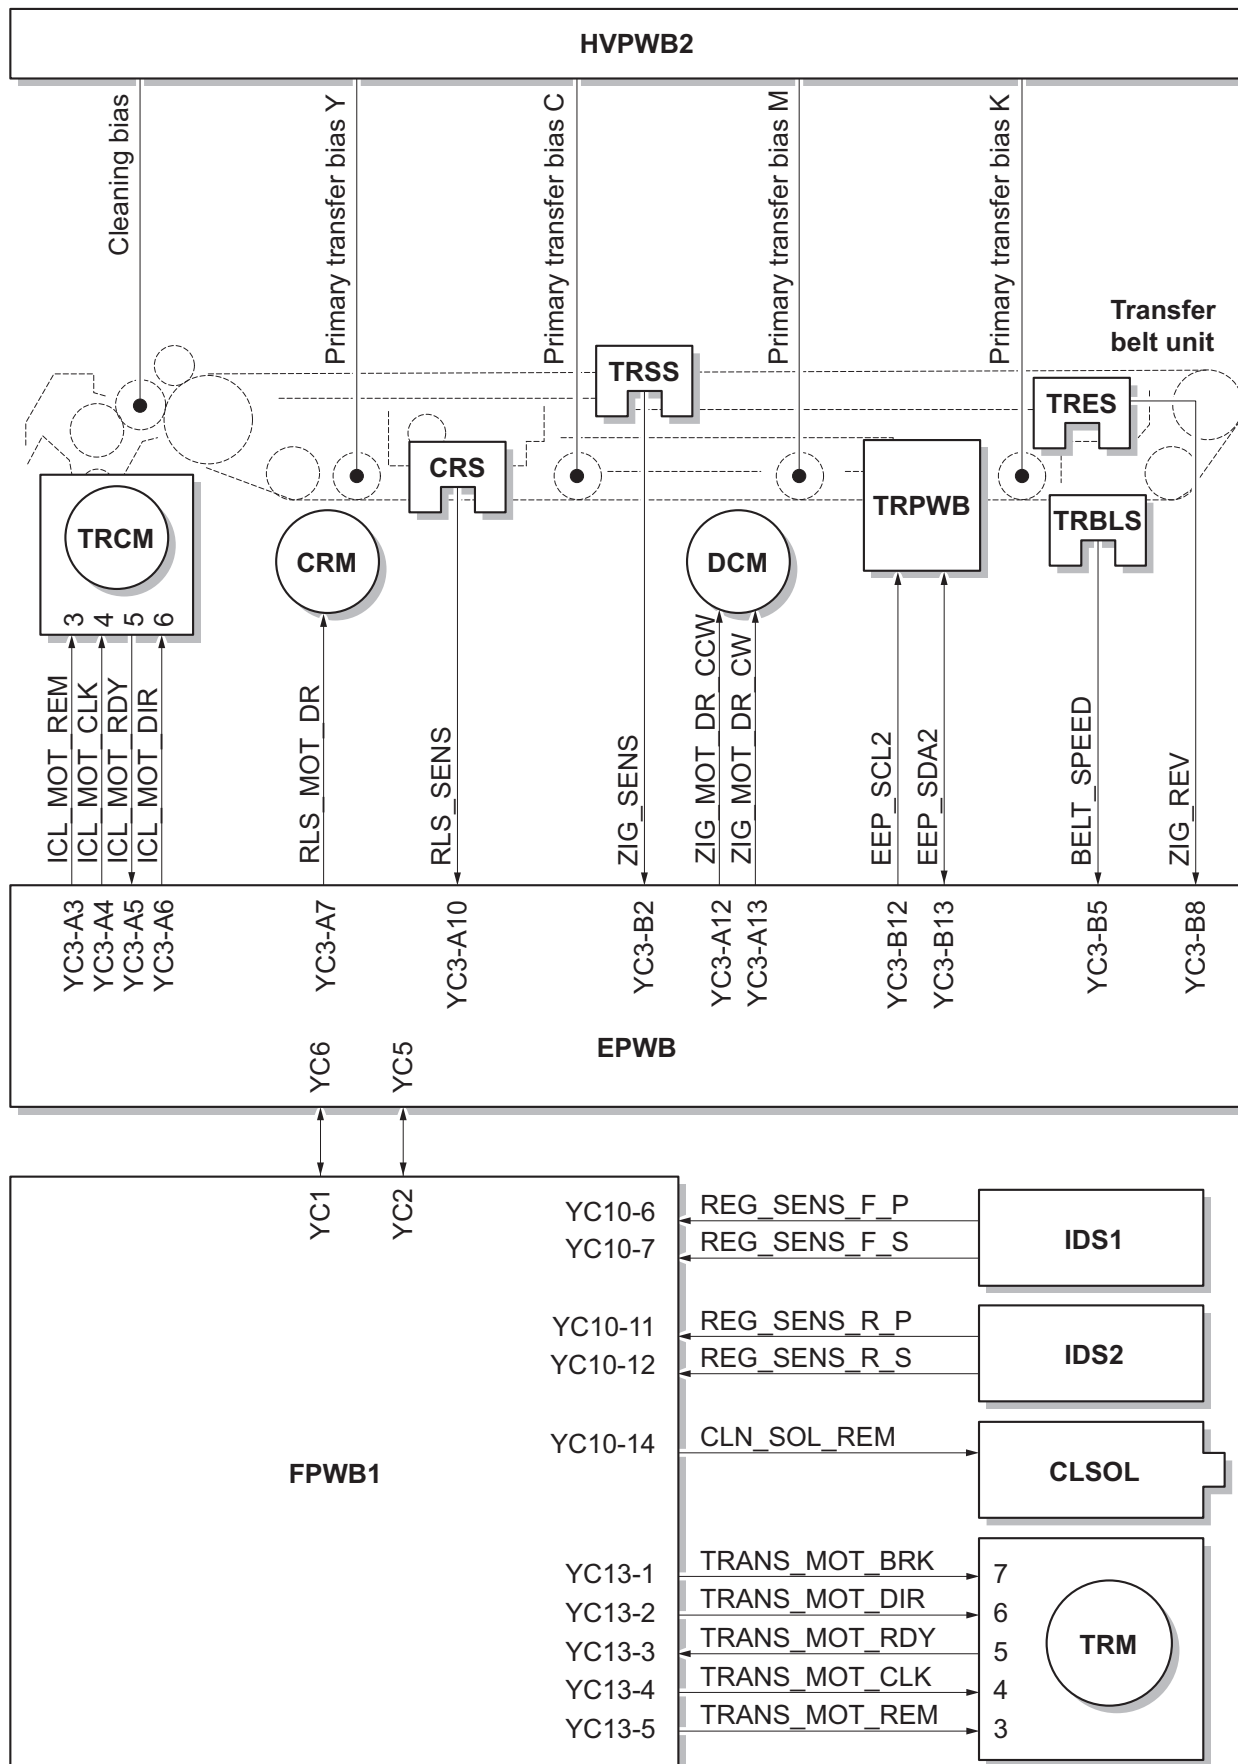 HVPWB2
Cleaning bias
Primary transfer bias Y
Primary transfer bias C
Primary transfer bias M
Primary transfer bias K
Transfer
belt unit
TRSS
TRES
CRS
TRPWB
TRBLS
TRCM
CRM
DCM
3
4
5
6
ICL_MOT_REM
ICL_MOT_CLK
ICL_MOT_RDY
ICL_MOT_DIR
RLS_MOT_DR
RLS_SENS
ZIG_SENS
ZIG_MOT_DR_CCW
ZIG_MOT_DR_CW
EEP_SCL2
EEP_SDA2
BELT_SPEED
ZIG_REV
YC3-A3
YC3-A4
YC3-A5
YC3-A6
YC3-A7
YC3-A10
YC3-B2
YC3-A12
YC3-A13
YC3-B12
YC3-B13
YC3-B5
YC3-B8
EPWB
YC6
YC5
YC1
YC2
YC10-6 REG_SENS_F_P
YC10-7 REG_SENS_F_S
IDS1
YC10-11 REG_SENS_R_P
YC10-12 REG_SENS_R_S
IDS2
YC10-14 CLN_SOL_REM
CLSOL
FPWB1
YC13-1 TRANS_MOT_BRK 7
YC13-2 TRANS_MOT_DIR 6
YC13-3 TRANS_MOT_RDY 5
YC13-4 TRANS_MOT_CLK 4
YC13-5 TRANS_MOT_REM 3
TRM